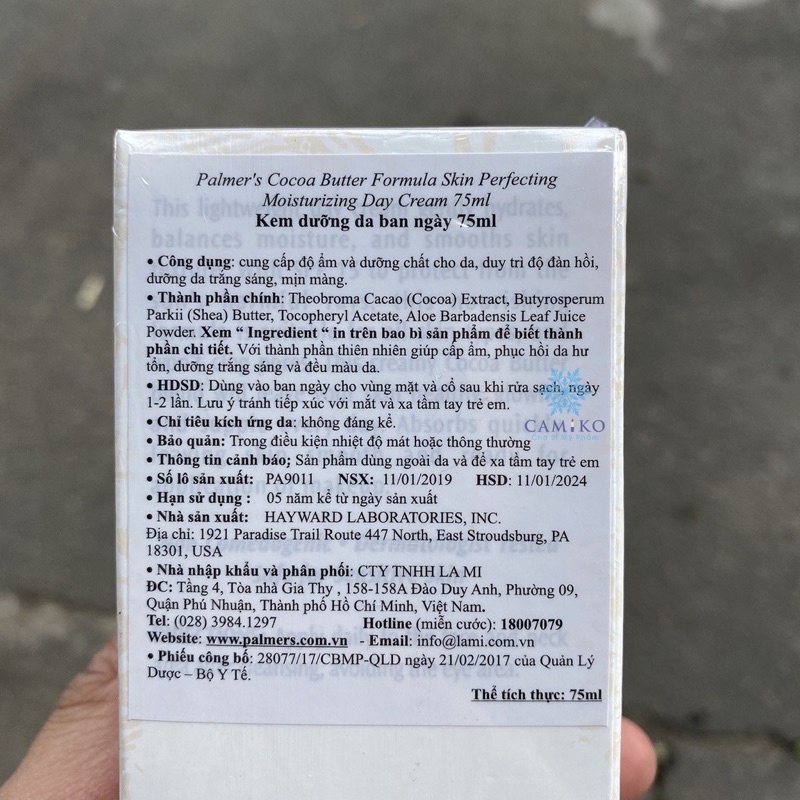 Palmer's Cocoa Butter Formula Skin Perfecting
Moisturizing Day Cream 75ml
Kem dưỡng da ban ngày 75ml
• Công dụng: cung cấp độ ẩm và dưỡng chất cho da, duy trì độ đàn hồi,
dưỡng da trắng sáng, mịn màng.
• Thành phần chính: Theobroma Cacao (Cocoa) Extract, Butyrosperum
Parkii (Shea) Butter, Tocopheryl Acetate, Aloe Barbadensis Leaf Juice
Powder. Xem “ Ingredient “ in trên bao bì sản phẩm để biết thành
phần chi tiết. Với thành phần thiên nhiên giúp cấp ẩm, phục hồi da hư
tổn, dưỡng trắng sáng và đều màu da.
• HDSD: Dùng vào ban ngày cho vùng mặt và cổ sau khi rửa sạch, ngày
1-2 lần. Lưu ý tránh tiếp xúc với mắt và xa tầm tay trẻ em.
• Chỉ tiêu kích ứng da: không đáng kể.
CAMIKO
• Bảo quản: Trong điều kiện nhiệt độ mát hoặc thông thường
• Thông tin cảnh báo; Sản phẩm dùng ngoài da và để xa tầm tay trẻ em
• Số lô sản xuất: PA9011 NSX: 11/01/2019 HSD: 11/01/2024
• Hạn sử dụng : 05 năm kể từ ngày sản xuất
• Nhà sản xuất: HAYWARD LABORATORIES, INC.
Địa chỉ: 1921 Paradise Trail Route 447 North, East Stroudsburg, PA
18301, USA
• Nhà nhập khẩu và phân phối: CTY TNHH LA MI
ĐC: Tầng 4, Tòa nhà Gia Thy , 158-158A Đào Duy Anh, Phường 09,
Quận Phú Nhuận, Thành phố Hồ Chí Minh, Việt Nam.
Tel: (028) 3984.1297 Hotline (miễn cước): 18007079
Website: www.palmers.com.vn - Email: info@lami.com.vn
• Phiếu công bố: 28077/17/CBMP-QLD ngày 21/02/2017 của Quản Lý
Dược – Bộ Y Tế.
Thể tích thực: 75ml